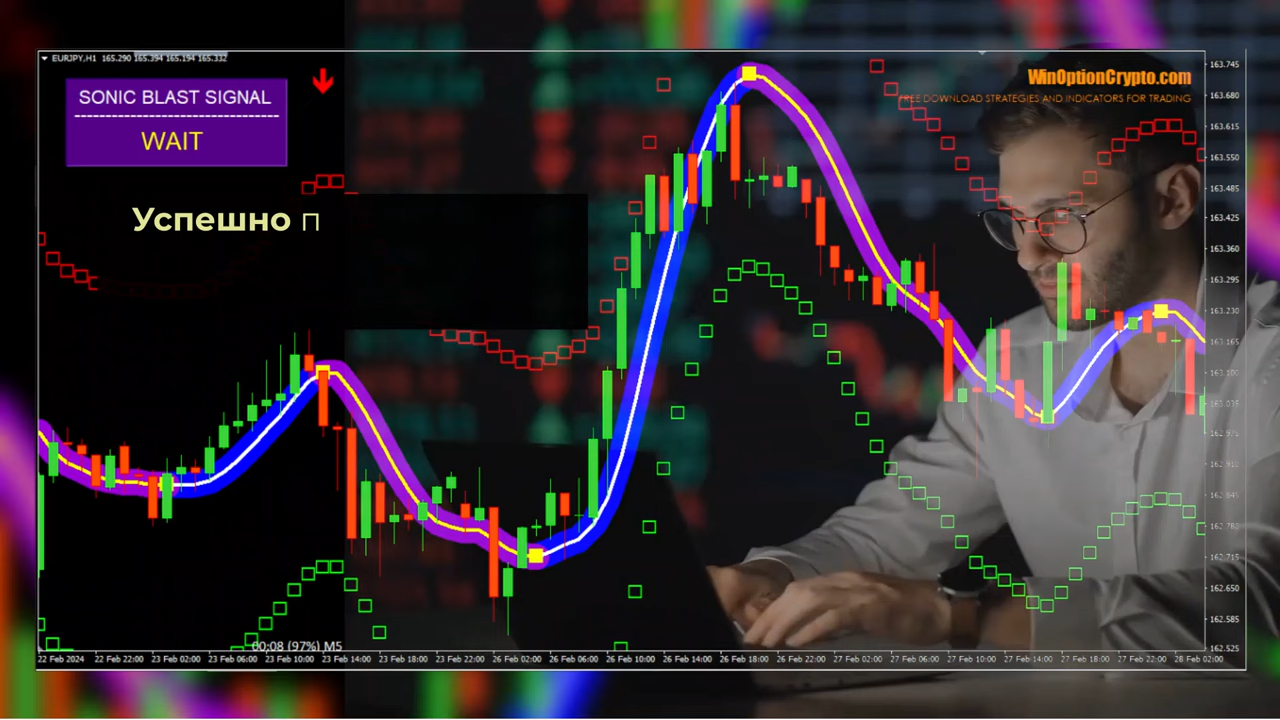 EURJPY,H1 165.290 165.394 165.194 165.332
WinOptionCrypto.com
FREE DOWNLOAD STRATEGIES AND INDICATORS FOR TRADING
SONIC BLAST SIGNAL
WAIT
Успешно п
163.745
163.680
163.615
163.550
163.485
163.425
163.360
163.295
163.230
163.165
163.100
163.035
162.975
162.910
162.845
162.780
162.715
162.650
162.585
162.525
00:08 (97%) M5
22 Feb 2024 22 Feb 22:00 23 Feb 02:00 23 Feb 06:00 23 Feb 10:00 23 Feb 14:00 23 Feb 18:00 23 Feb 22:00 26 Feb 02:00 26 Feb 06:00 26 Feb 10:00 26 Feb 14:00 26 Feb 18:00 26 Feb 22:00 27 Feb 02:00 27 Feb 06:00 27 Feb 10:00 27 Feb 14:00 27 Feb 18:00 27 Feb 22:00 28 Feb 02:00